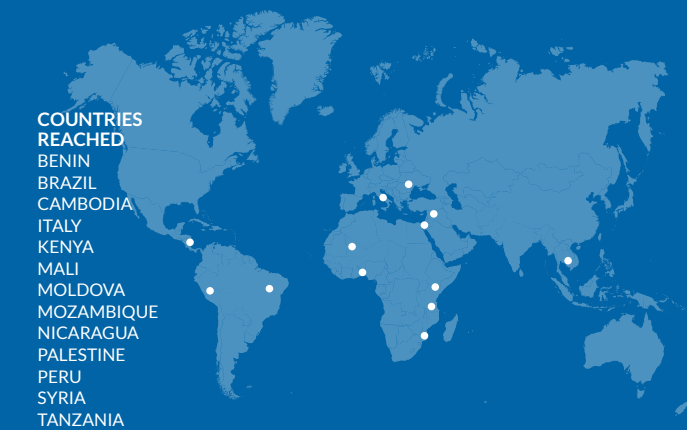 COUNTRIES
REACHED
BENIN
BRAZIL
CAMBODIA
ITALY
KENYA
MALI
MOLDOVA
MOZAMBIQUE
NICARAGUA
PALESTINE
PERU
SYRIA
TANZANIA